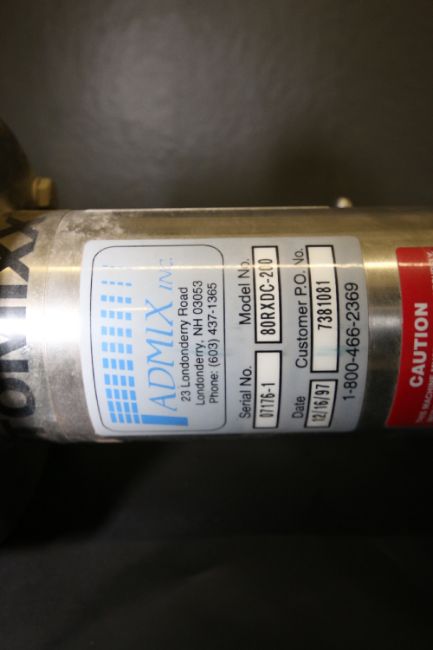 ADMIX INC.
23 Londonderry Road
Londonderry, NH 03053
Phone: (603) 437-1365
Serial No. Model No.
07176-1 80RXDC-200
Date Customer P.O. No.
12/16/97 7381081
1-800-466-2369
CAUTION